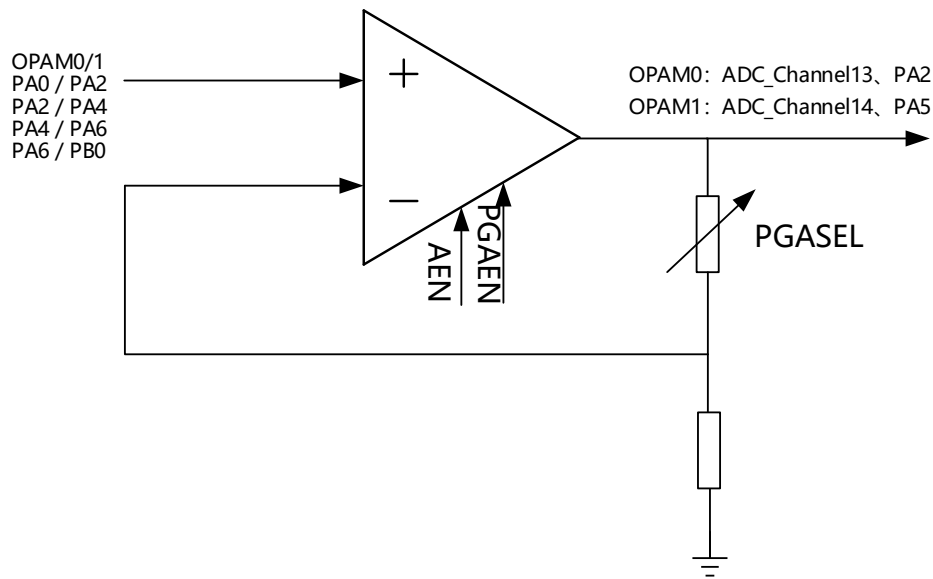 OPAM0/1
PA0 / PA2
PA2 / PA4
PA4 / PA6
PA6 / PB0
+
—
AEN
PGAEN
OPAM0：ADC_Channel13、PA2
OPAM1：ADC_Channel14、PA5
PGASEL